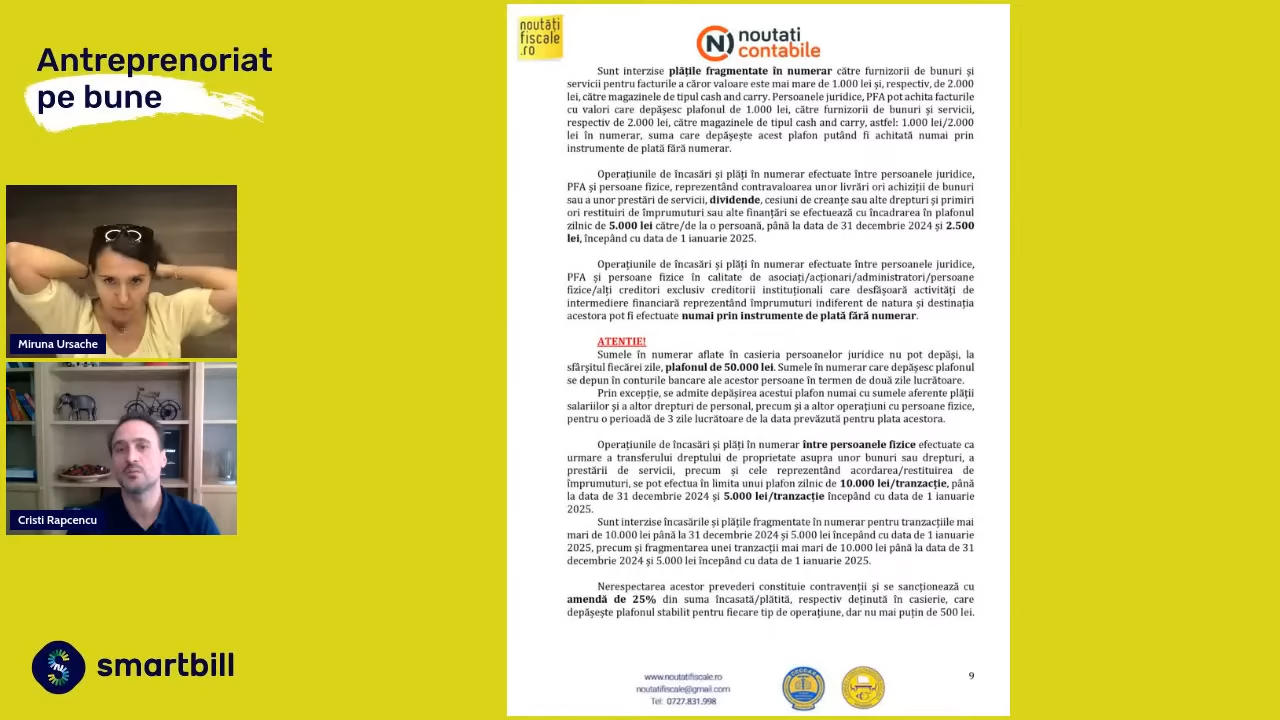 Antreprenoriat
pe bune
Miruna Ursache
Cristi Rapcencu
smartbill
noutăți
fiscale
.ro
noutati
contabile
Sunt interzise plățile fragmentate în numerar către furnizorii de bunuri și
servicii pentru facturile a căror valoare este mai mare de 1.000 lei și, respectiv, de 2.000
lei, către magazinele de tipul cash and carry. Persoanele juridice, PFA pot achita facturile
cu valori care depășesc plafonul de 1.000 lei, către furnizorii de bunuri și servicii,
respectiv de 2.000 lei, către magazinele de tipul cash and carry, astfel: 1.000 lei/2.000
lei în numerar, suma care depășește acest plafon putând fi achitată numai prin
instrumente de plată fără numerar.
Operațiunile de încasări și plăți în numerar efectuate între persoanele juridice,
PFA și persoane fizice, reprezentând contravaloarea unor livrări ori achiziții de bunuri
sau a unor prestări de servicii, dividende, cesiuni de creanțe sau alte drepturi și primiri
ori restituiri de împrumuturi sau alte finanțări se efectuează cu încadrarea în plafonul
zilnic de 5.000 lei către/de la o persoană, până la data de 31 decembrie 2024 și 2.500
lei, începând cu data de 1 ianuarie 2025.
Operațiunile de încasări și plăți în numerar efectuate între persoanele juridice,
PFA și persoane fizice în calitate de asociați/acționari/administratori/persoane
fizice/alți creditori exclusiv creditorii instituționali care desfășoară activități de
intermediere financiară reprezentând împrumuturi indiferent de natura și destinația
acestora pot fi efectuate numai prin instrumente de plată fără numerar.
ATENTIE!
Sumele în numerar aflate în casieria persoanelor juridice nu pot depăși, la
sfârșitul fiecărei zile, plafonul de 50.000 lei. Sumele în numerar care depășesc plafonul
se depun în conturile bancare ale acestor persoane în termen de două zile lucrătoare.
Prin excepție, se admite depășirea acestui plafon numai cu sumele aferente plății
salariilor și a altor drepturi de personal, precum și a altor operațiuni cu persoane fizice,
pentru o perioadă de 3 zile lucrătoare de la data prevăzută pentru plata acestora.
Operațiunile de încasări și plăți în numerar între persoanele fizice efectuate ca
urmare a transferului dreptului de proprietate asupra unor bunuri sau drepturi, a
prestării de servicii, precum și cele reprezentând acordarea/restituirea de
împrumuturi, se pot efectua în limita unui plafon zilnic de 10.000 lei/tranzacție, până
la data de 31 decembrie 2024 și 5.000 lei/tranzacție începând cu data de 1 ianuarie
2025.
Sunt interzise încasările și plățile fragmentate în numerar pentru tranzacțiile mai
mari de 10.000 lei până la 31 decembrie 2024 și 5.000 lei începând cu data de 1 ianuarie
2025, precum și fragmentarea unei tranzacții mai mari de 10.000 lei până la data de 31
decembrie 2024 și 5.000 lei începând cu data de 1 ianuarie 2025.
Nerespectarea acestor prevederi constituie contravenții și se sancționează cu
amendă de 25% din suma încasată/plătită, respectiv deținută în casierie, care
depășește plafonul stabilit pentru fiecare tip de operațiune, dar nu mai puțin de 500 lei.
www.noutatifiscale.ro
noutatifiscale@gmail.com
Tel: 0727.831.998
9